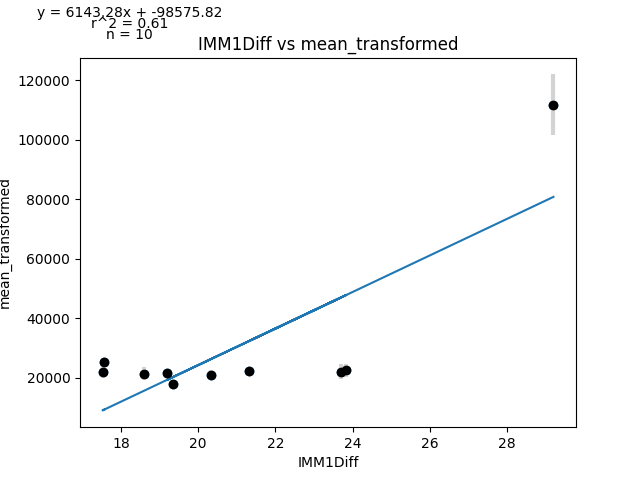 y = 6143.28x + -98575.82
r^2 = 0.61
n = 10
IMM1Diff vs mean_transformed
120000
100000
80000
60000
40000
20000
mean_transformed
18 20 22 24 26 28
IMM1Diff